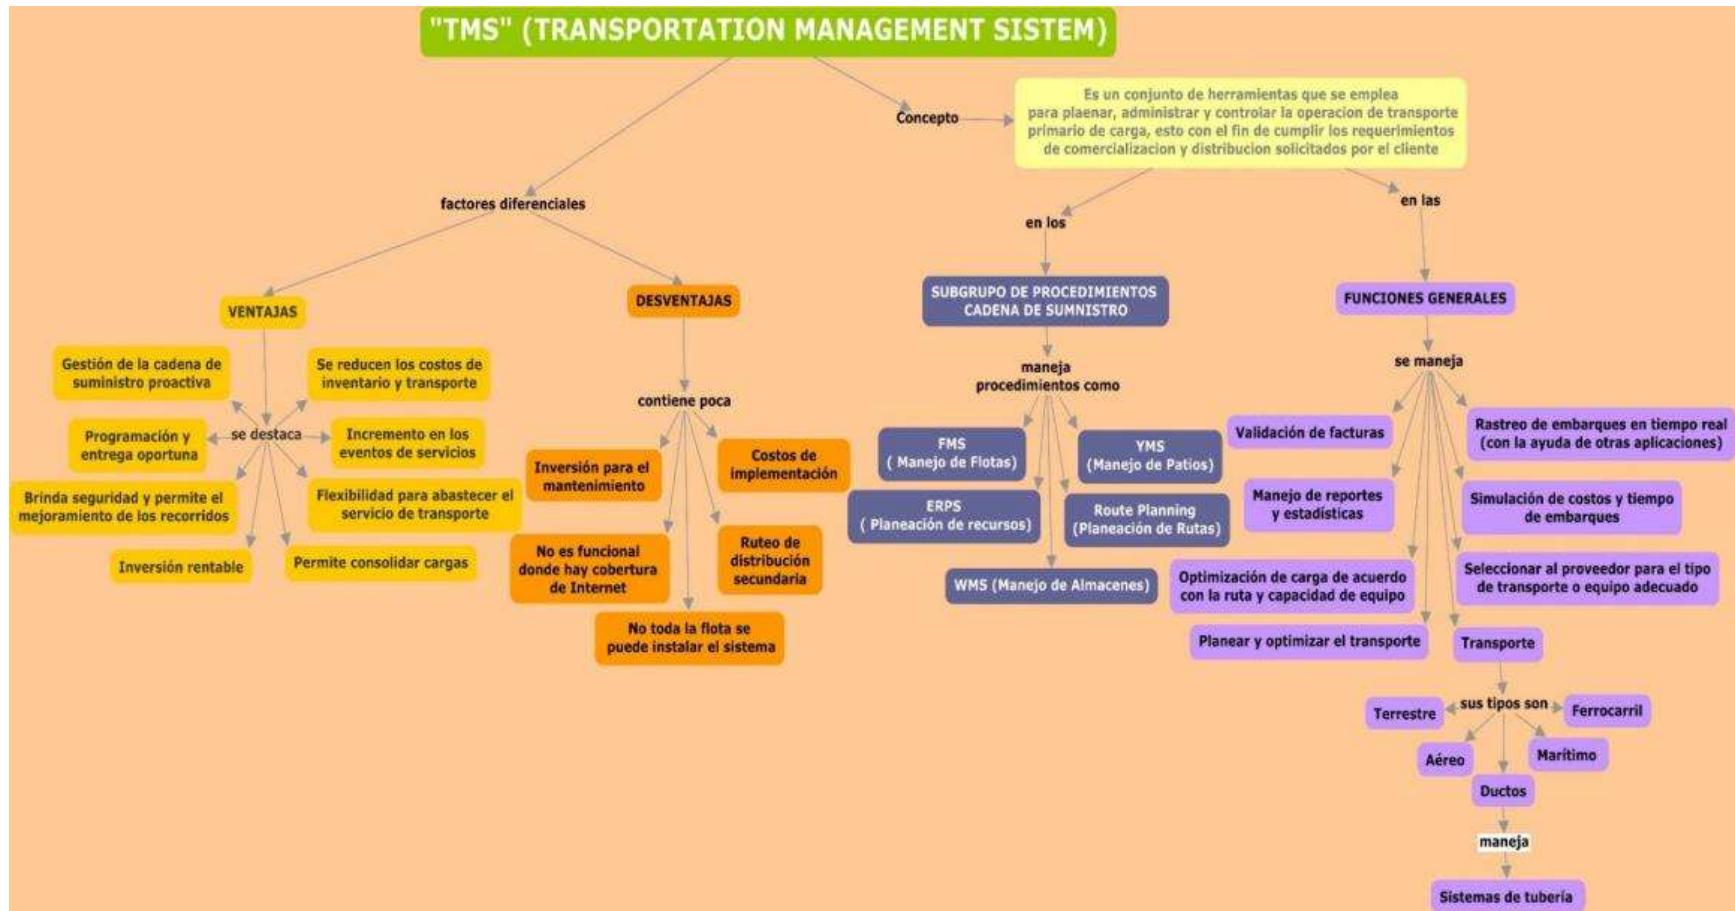 "TMS" (TRANSPORTATION MANAGEMENT SISTEM)
Concepto
Es un conjunto de herramientas que se emplea
para plaenar, administrar y controlar la operacion de transporte
primario de carga, esto con el fin de cumplir los requerimientos
de comercializacion y distribucion solicitados por el cliente
factores diferenciales
VENTAJAS
se destaca
Gestión de la cadena de
suministro proactiva
Se reducen los costos de
inventario y transporte
Programación y
entrega oportuna
Incremento en los
eventos de servicios
Brinda seguridad y permite el
mejoramiento de los recorridos
Flexibilidad para abastecer el
servicio de transporte
Inversión rentable
Permite consolidar cargas
DESVENTAJAS
contiene poca
Inversión para el
mantenimiento
Costos de
implementación
No es funcional
donde hay cobertura
de Internet
Ruteo de
distribución
secundaria
No toda la flota se
puede instalar el sistema
en los
SUBGRUPO DE PROCEDIMIENTOS
CADENA DE SUMNISTRO
maneja
procedimientos como
FMS
( Manejo de Flotas)
YMS
(Manejo de Patios)
ERPS
( Planeación de recursos)
Route Planning
(Planeación de Rutas)
WMS (Manejo de Almacenes)
en las
FUNCIONES GENERALES
se maneja
Validación de facturas
Rastreo de embarques en tiempo real
(con la ayuda de otras aplicaciones)
Manejo de reportes
y estadísticas
Simulación de costos y tiempo
de embarques
Optimización de carga de acuerdo
con la ruta y capacidad de equipo
Seleccionar al proveedor para el tipo
de transporte o equipo adecuado
Planear y optimizar el transporte
Transporte
sus tipos son
Terrestre
Ferrocarril
Aéreo
Marítimo
Ductos
maneja
Sistemas de tubería